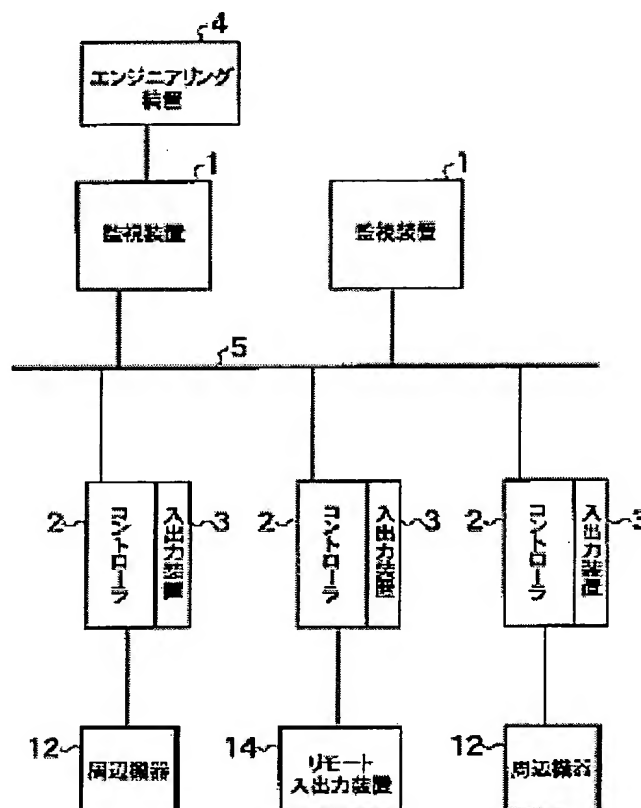 4
エンジニアリング
装置
1
監視装置
1
監視装置
5
2
コントローラ
入出力装置
3
2
コントローラ
入出力装置
3
2
コントローラ
入出力装置
3
12
周辺機器
14
リモート
入出力装置
12
周辺機器